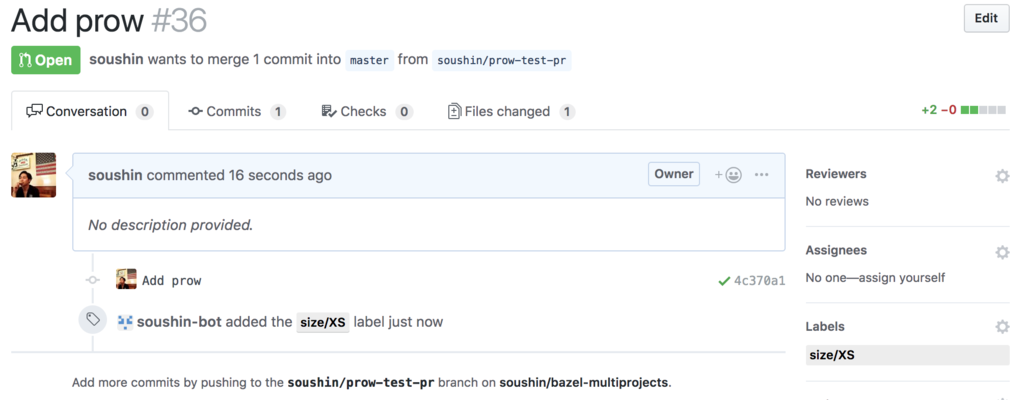 Add prow #36
Edit
Open soushin wants to merge 1 commit into master from soushin/prow-test-pr
Conversation 0 Commits 1 Checks 0 Files changed 1 +2 −0
soushin commented 16 seconds ago Owner
No description provided.
Add prow 4c370a1
soushin-bot added the size/XS label just now
Add more commits by pushing to the soushin/prow-test-pr branch on soushin/bazel-multiprojects.
Reviewers
No reviews
Assignees
No one—assign yourself
Labels
size/XS